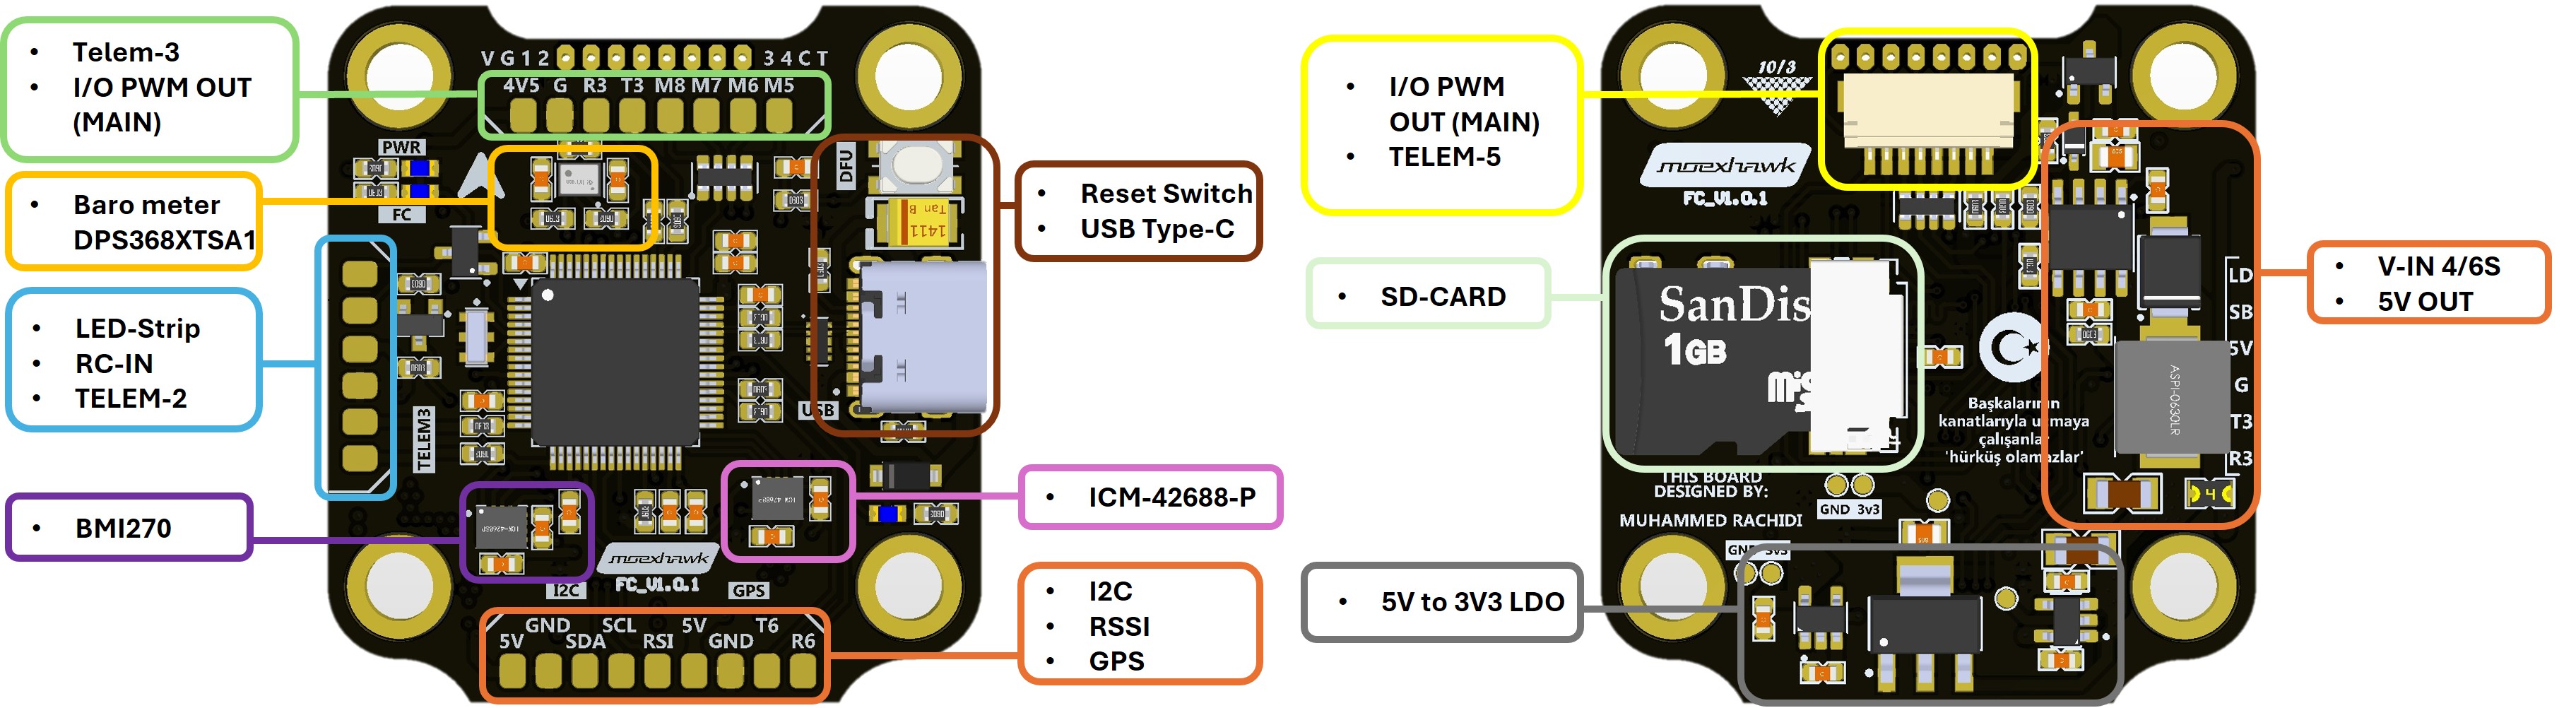 • Telem-3
• I/O PWM OUT
(MAIN)
• Baro meter
DPS368XTSA1
• LED-Strip
• RC-IN
• TELEM-2
• BMI270
V G 1 2
3 4 C T
4V5 G R3 T3 M8 M7 M6 M5
PWR
FC
DFU
Tan B
1411
USB
TELEM3
moexhawk
FC_V1.0.1
I2C
GPS
GND SCL 5V T6
5V SDA RSI GND R6
• Reset Switch
• USB Type-C
• ICM-42688-P
• I2C
• RSSI
• GPS
• I/O PWM
OUT (MAIN)
• TELEM-5
• SD-CARD
• 5V to 3V3 LDO
10/3
moexhawk
FC_V1.0.1
SanDis
1GB
Başkalarının
kanatlarıyla uçmaya
çalışanlar
'hürküş olamazlar'
THIS BOARD
DESIGNED BY:
MUHAMMED RACHIDI
GND 3v3
GND 3v3
ASPI-0630LR
LD
SB
5V
G
T3
R3
4
• V-IN 4/6S
• 5V OUT